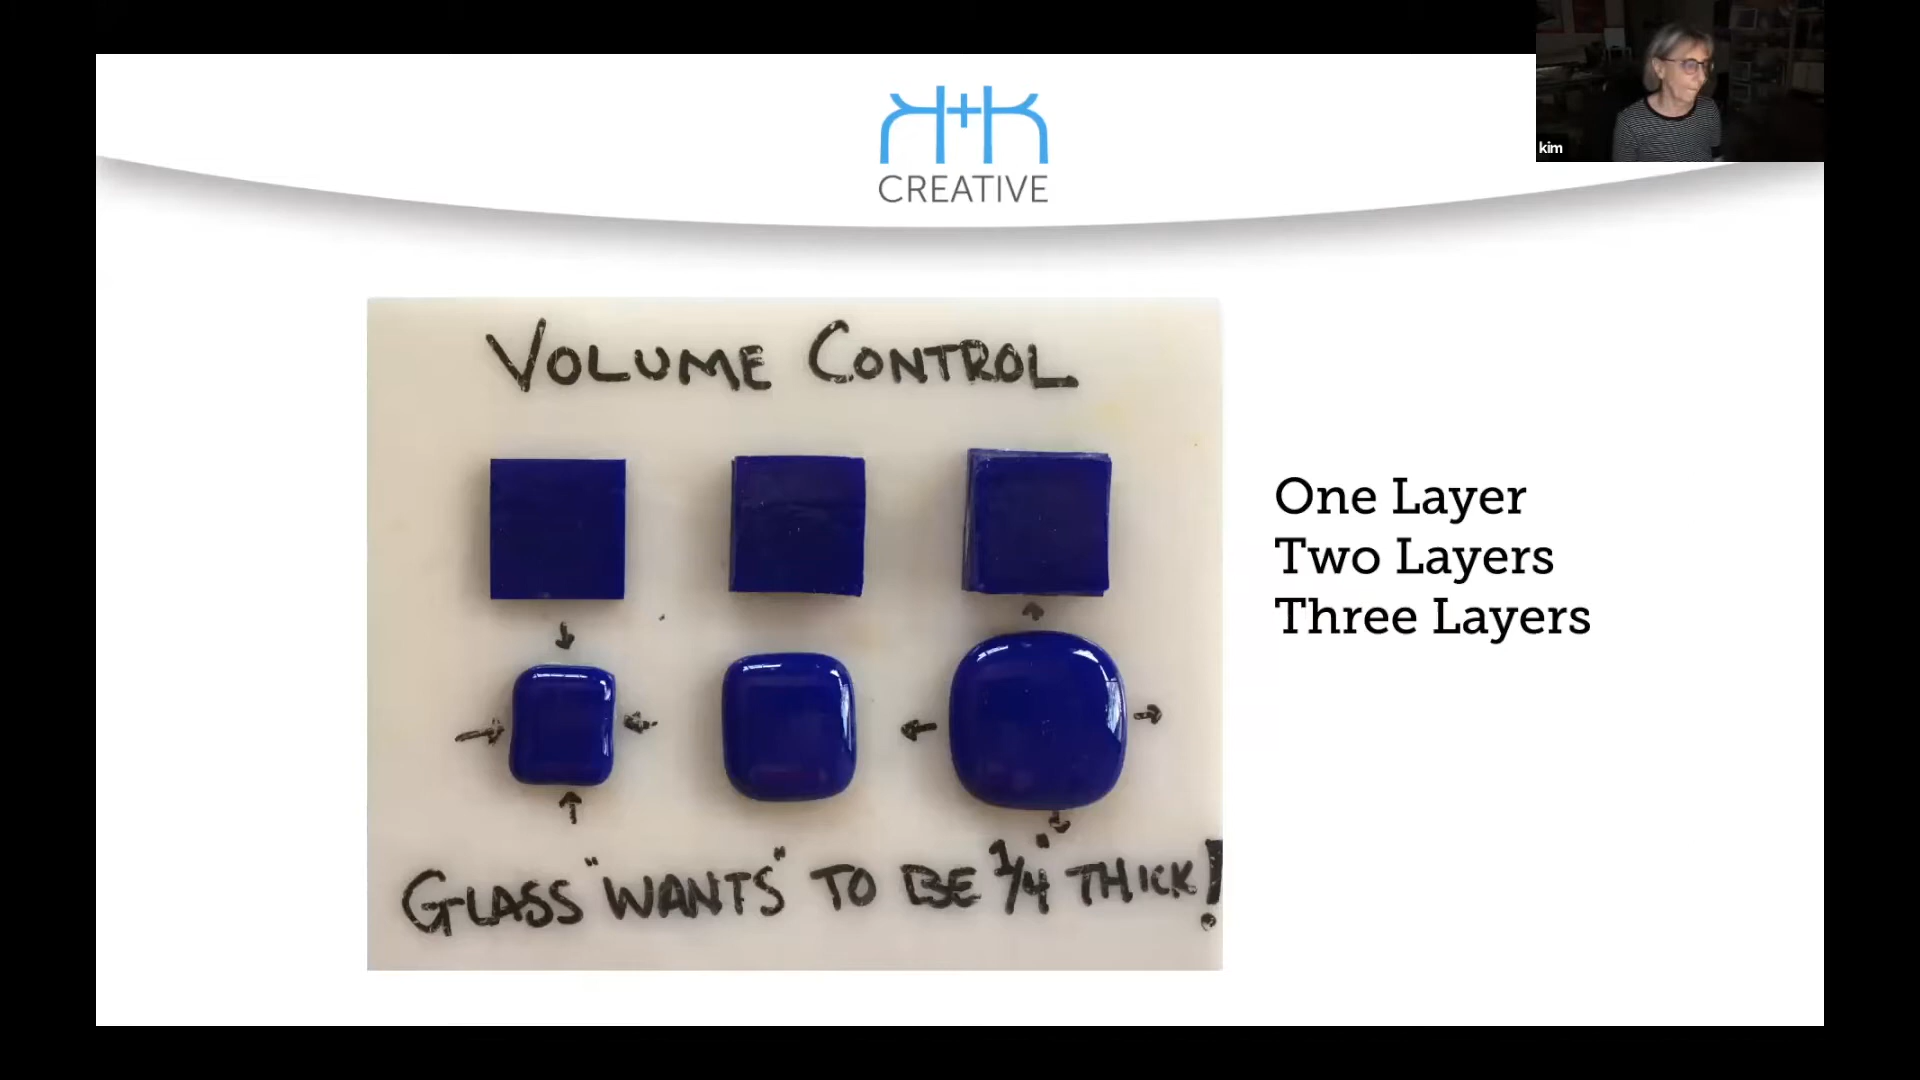 kim
K+K
CREATIVE
VOLUME CONTROL
One Layer
Two Layers
Three Layers
GLASS "WANTS" TO BE 1/4" THICK!